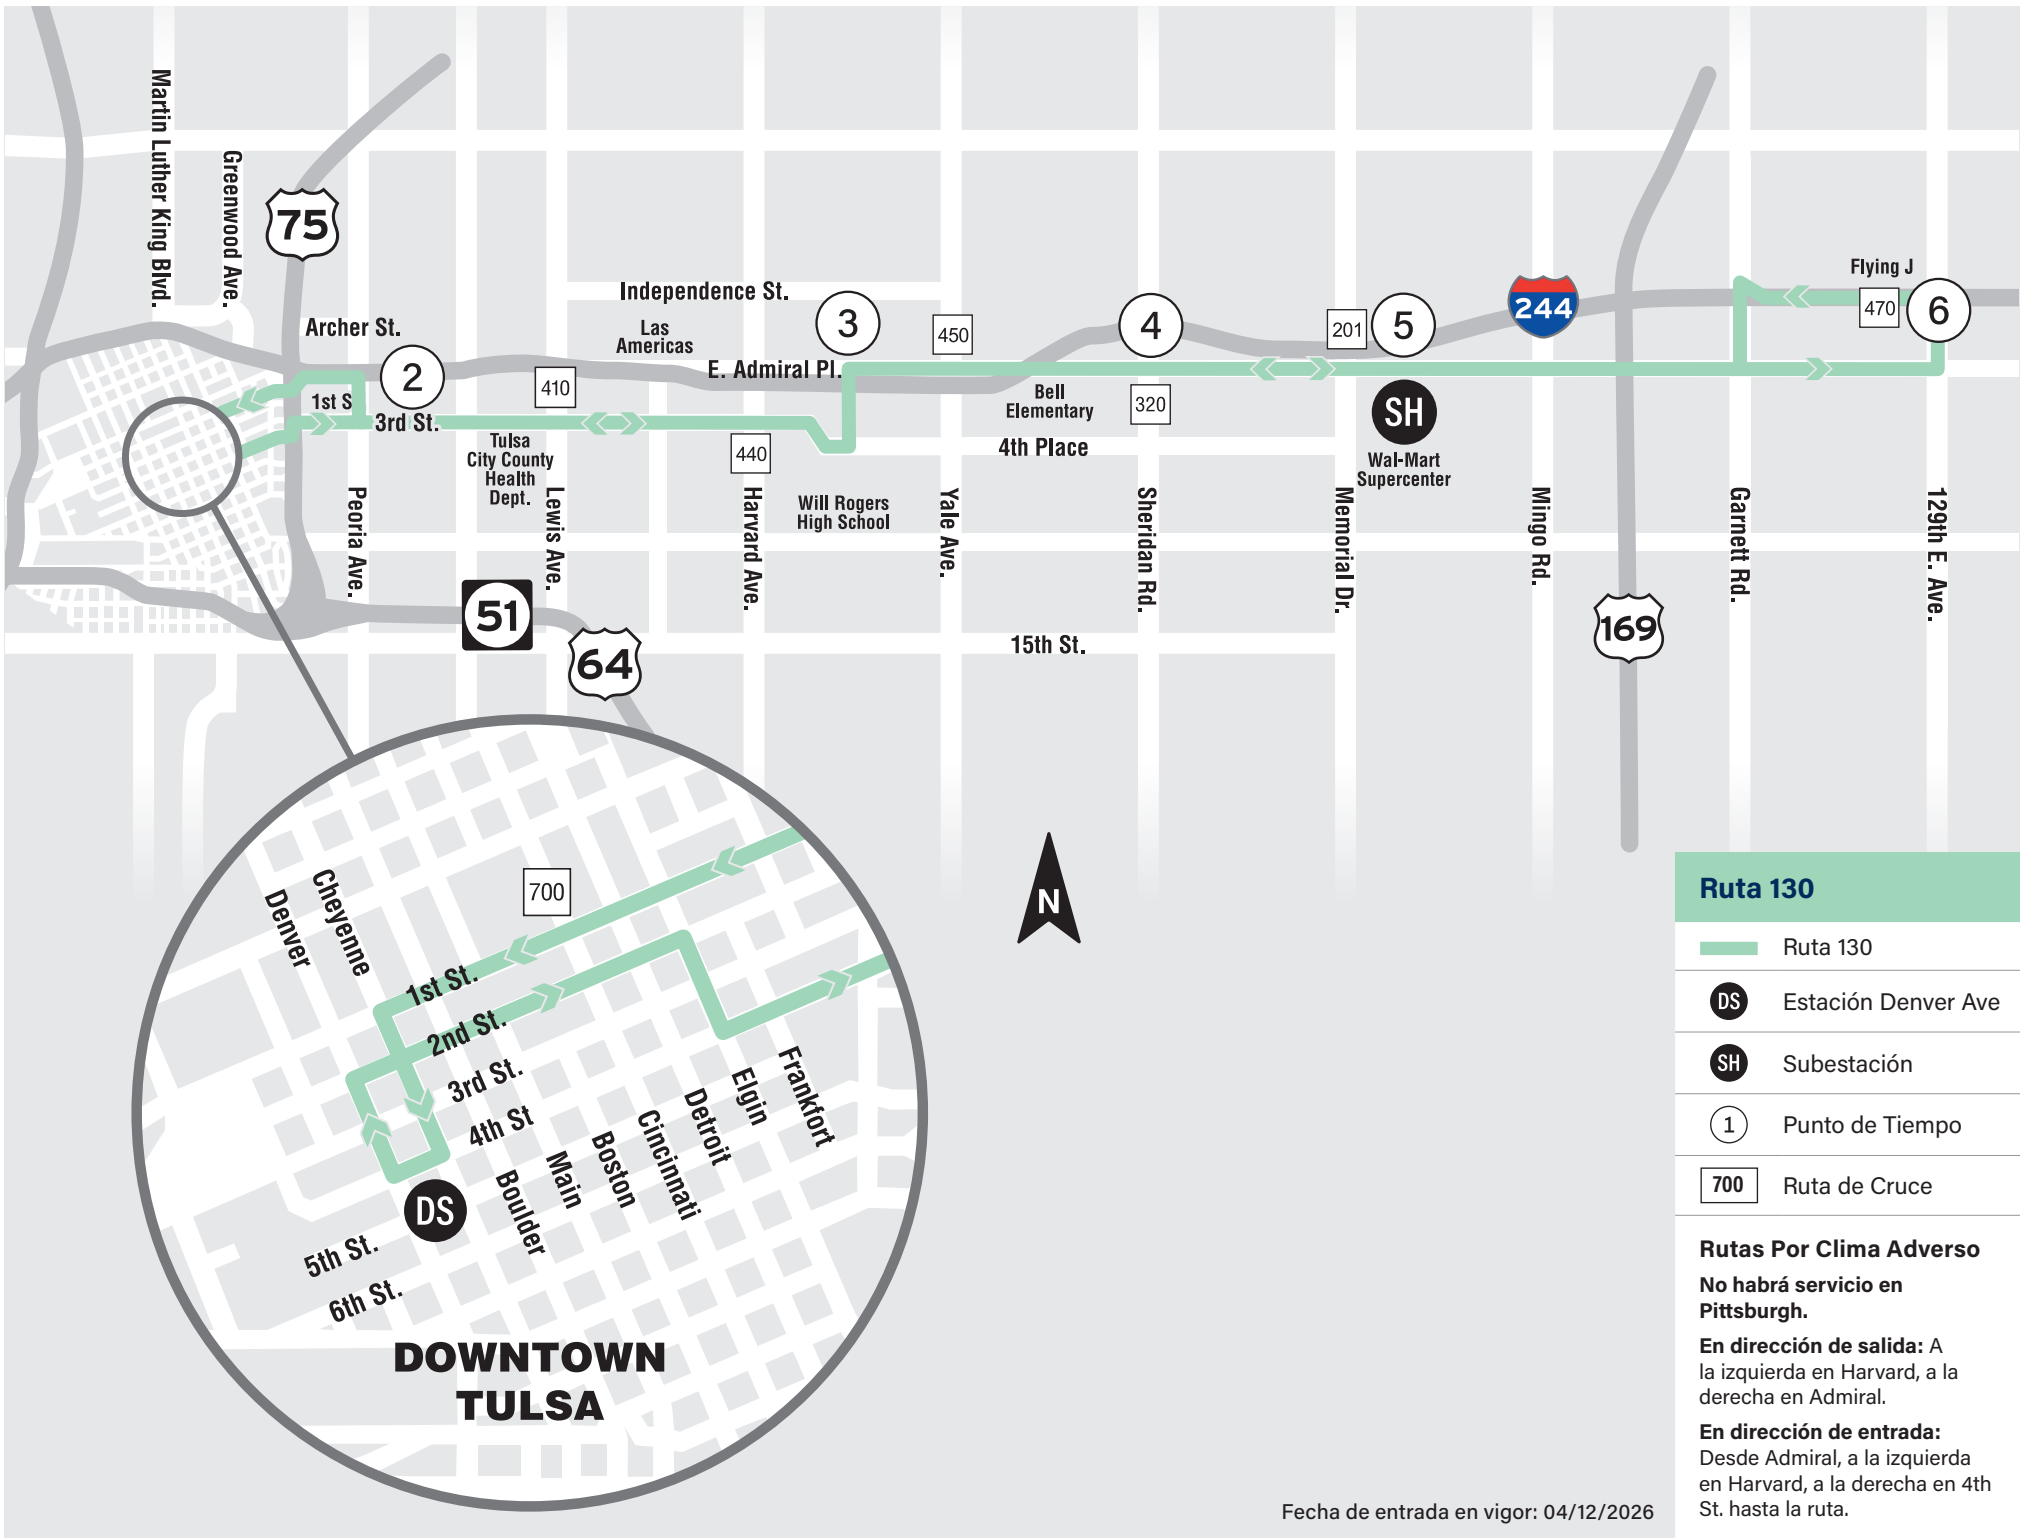 Martin Luther King Blvd.
Greenwood Ave.
75
Archer St.
Independence St.
Las
Americas
E. Admiral Pl.
1st S
3rd St.
2
3
4
5
6
410
440
450
320
201
470
244
Flying J
Tulsa
City County
Health
Dept.
Bell
Elementary
4th Place
SH
Wal-Mart
Supercenter
Will Rogers
High School
Peoria Ave.
Lewis Ave.
Harvard Ave.
Yale Ave.
Sheridan Rd.
Memorial Dr.
Mingo Rd.
Garnett Rd.
129th E. Ave.
51
64
169
15th St.
Denver
Cheyenne
700
1st St.
2nd St.
3rd St.
4th St
5th St.
6th St.
Boulder
Main
Boston
Cincinnati
Detroit
Elgin
Frankfort
DS
DOWNTOWN
TULSA
N
Ruta 130
Ruta 130
DS Estación Denver Ave
SH Subestación
1 Punto de Tiempo
700 Ruta de Cruce
Rutas Por Clima Adverso
No habrá servicio en
Pittsburgh.
En dirección de salida: A
la izquierda en Harvard, a la
derecha en Admiral.
En dirección de entrada:
Desde Admiral, a la izquierda
en Harvard, a la derecha en 4th
St. hasta la ruta.
Fecha de entrada en vigor: 04/12/2026